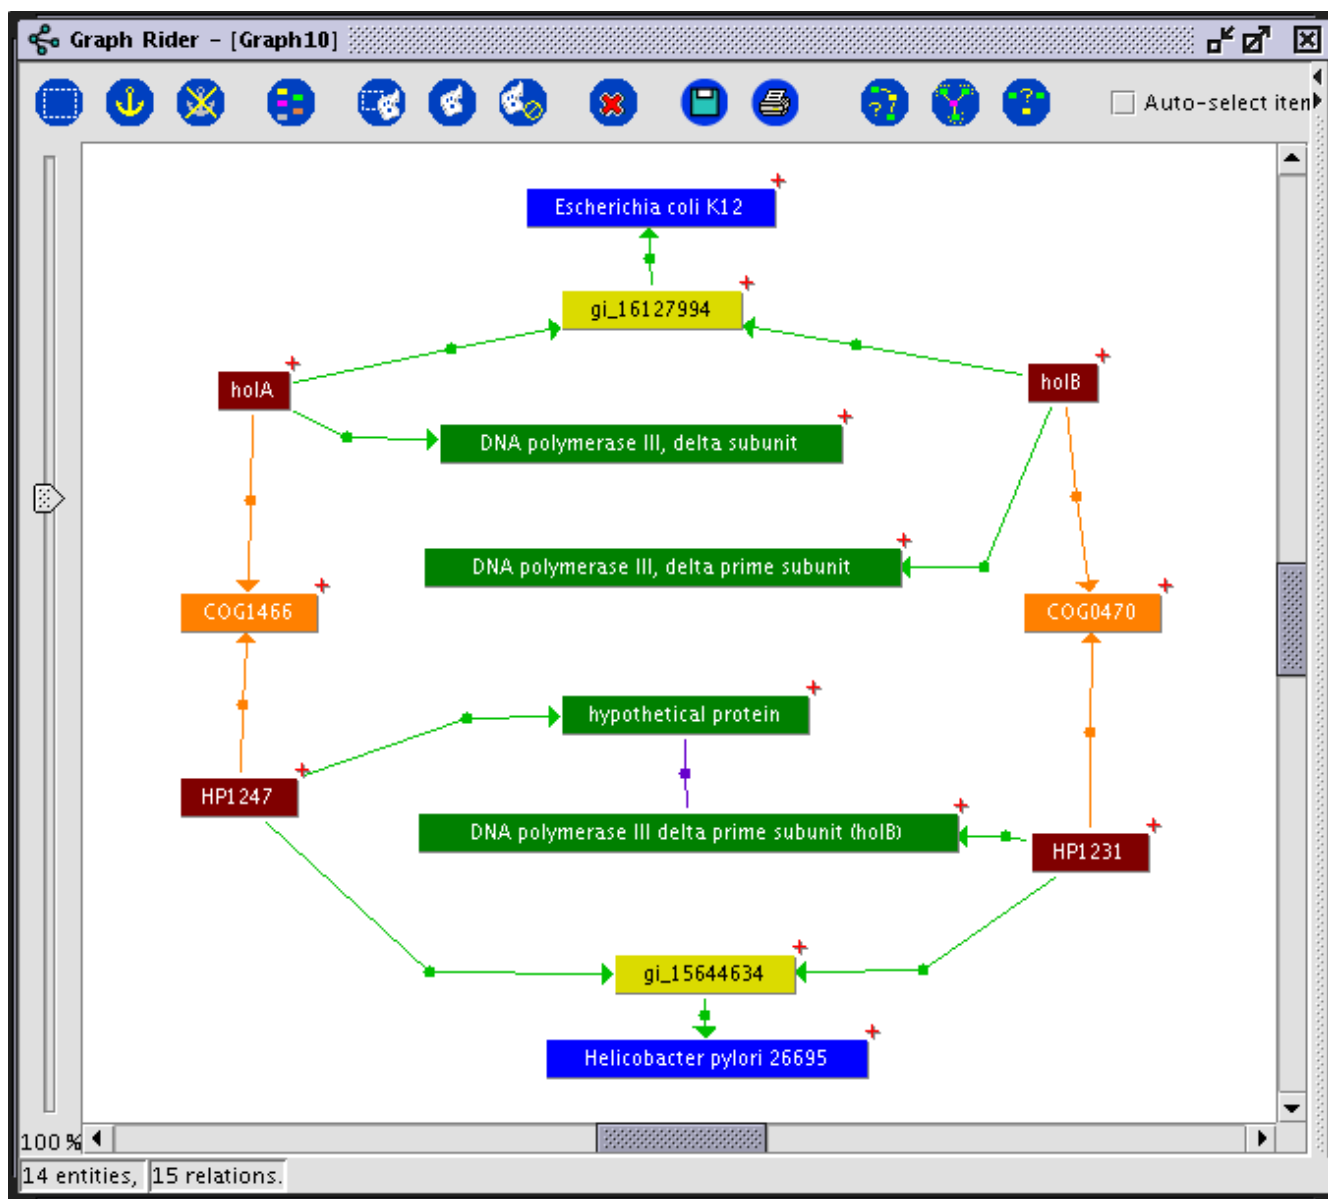 Graph Rider - [Graph10]
Auto-select iten
Escherichia coli K12
gi_16127994
holA
holB
DNA polymerase III, delta subunit
DNA polymerase III, delta prime subunit
COG1466
COG0470
hypothetical protein
HP1247
DNA polymerase III delta prime subunit (holB)
HP1231
gi_15644634
Helicobacter pylori 26695
100 %
14 entities, 15 relations.